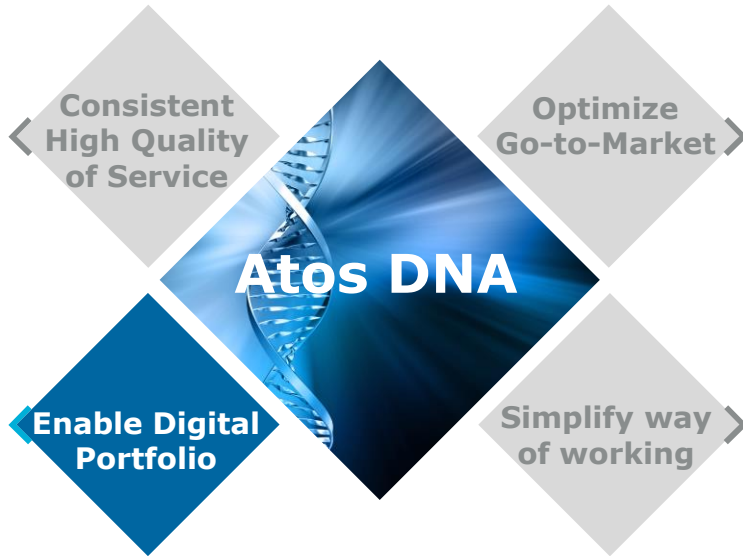 Consistent
High Quality
of Service
Optimize
Go-to-Market
Atos DNA
Enable Digital
Portfolio
Simplify way
of working